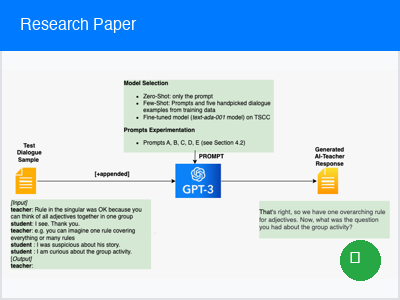 Research Paper
Model Selection
• Zero-Shot: only the prompt
• Few-Shot: Prompts and five handpicked dialogue
examples from training data
• Fine-tuned model (text-ada-001 model) on TSCC
Prompts Experimentation
• Prompts A, B, C, D, E (see Section 4.2)
Test
Dialogue
Sample
[+appended]
PROMPT
GPT-3
Generated
AI-Teacher
Response
[Input]
teacher: Rule in the singular was OK because you
can think of all adjectives together in one group
student: I see. Thank you.
teacher: e.g. you can imagine one rule covering
everything or many rules
student : I was suspicious about his story.
student : I am curious about the group activity.
[Output]
teacher:
That's right, so we have one overarching rule
for adjectives. Now, what was the question
you had about the group activity?